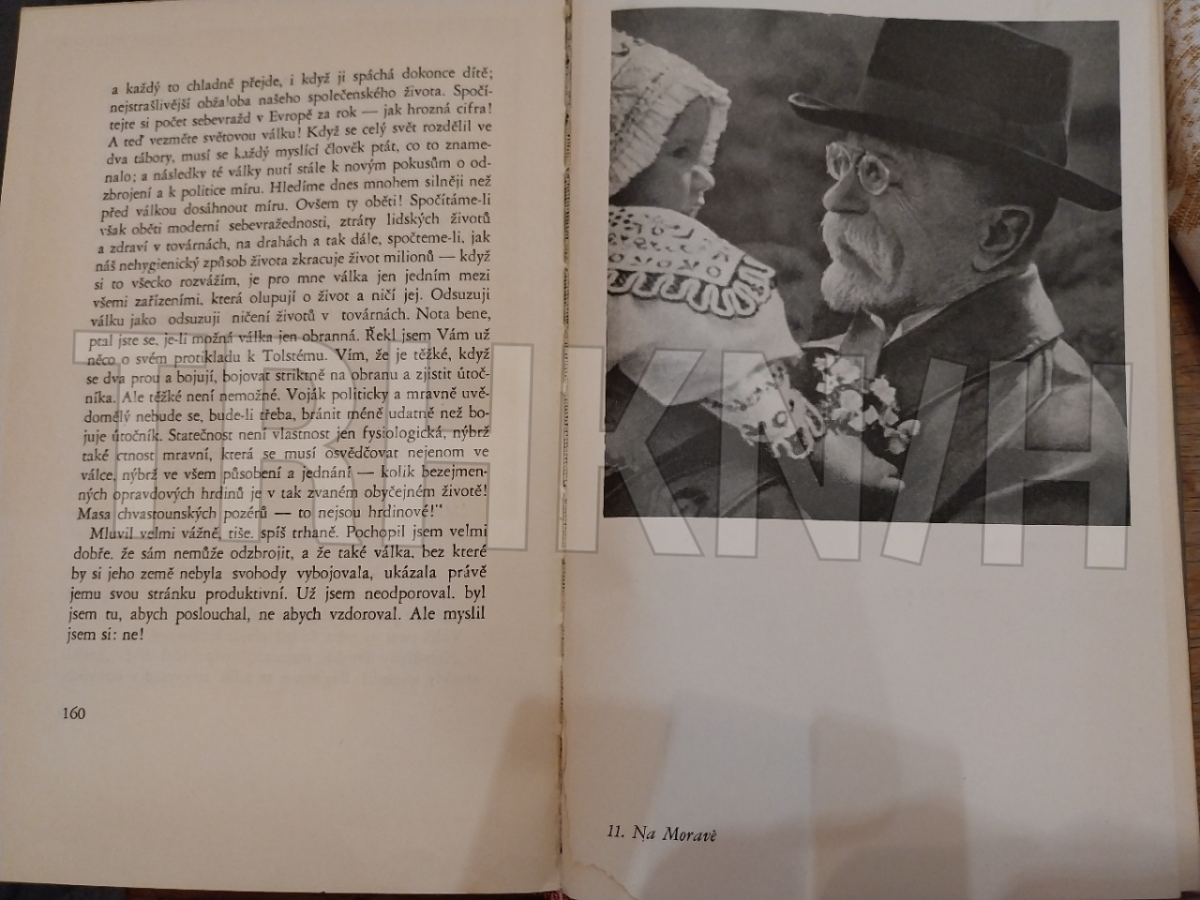 a každý to chladně přejde, i když ji spáchá dokonce dítě;
nejstrašlivější obžaloba našeho společenského života. Spočí-
tejte si počet sebevražd v Evropě za rok — jak hrozná cifra!
A teď vezměte světovou válku! Když se celý svět rozdělil ve
dva tábory, musí se každý myslící člověk ptát, co to zname-
nalo; a následky té války nutí stále k novým pokusům o od-
zbrojení a k politice míru. Hledíme dnes mnohem silněji než
před válkou dosáhnout míru. Ovšem ty oběti! Spočítáme-li
však oběti moderní sebevražednosti, ztráty lidských životů
a zdraví v továrnách, na drahách a tak dále, spočteme-li, jak
náš nehygienický způsob života zkracuje život milionů — když
si to všecko rozvážím, je pro mne válka jen jedním mezi
všemi zařízeními, která olupují o život a ničí jej. Odsuzuji
válku jako odsuzuji ničení životů v továrnách. Nota bene,
ptal jste se, je-li možná válka jen obranná. Řekl jsem Vám už
něco o svém protikladu k Tolstému. Vím, že je těžké, když
se dva prou a bojují, bojovat striktně na obranu a zjistit útoč-
níka. Ale těžké není nemožné. Voják politicky a mravně uvě-
domělý nebude se, bude-li třeba, bránit méně udatně než bo-
juje útočník. Statečnost není vlastnost jen fysiologická, nýbrž
také ctnost mravní, která se musí osvědčovat nejenom ve
válce, nýbrž ve všem působení a jednání — kolik bezejmen-
ných opravdových hrdinů je v tak zvaném obyčejném životě!
Masa chvastounských pozérů — to nejsou hrdinové!"
Mluvil velmi vážně, tiše, spíš trhaně. Pochopil jsem velmi
dobře, že sám nemůže odzbrojit, a že také válka, bez které
by si jeho země nebyla svobody vybojovala, ukázala právě
jemu svou stránku produktivní. Už jsem neodporoval. byl
jsem tu, abych poslouchal, ne abych vzdoroval. Ale myslil
jsem si: ne!
160
11. Na Moravě
TRHKNIH